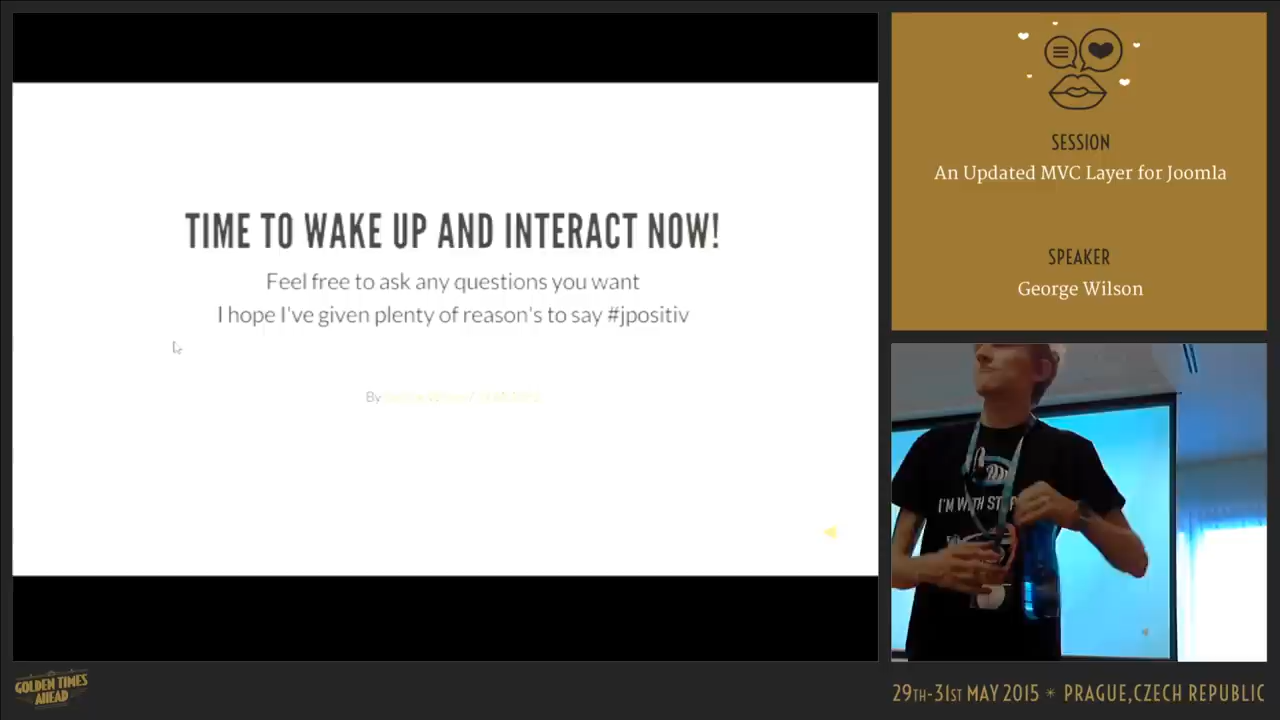 TIME TO WAKE UP AND INTERACT NOW!
Feel free to ask any questions you want
I hope I've given plenty of reason's to say #jpositiv
By
SESSION
An Updated MVC Layer for Joomla
SPEAKER
George Wilson
I'M WITH
GOLDEN TIMES
AHEAD
29TH-31ST MAY 2015 * PRAGUE, CZECH REPUBLIC